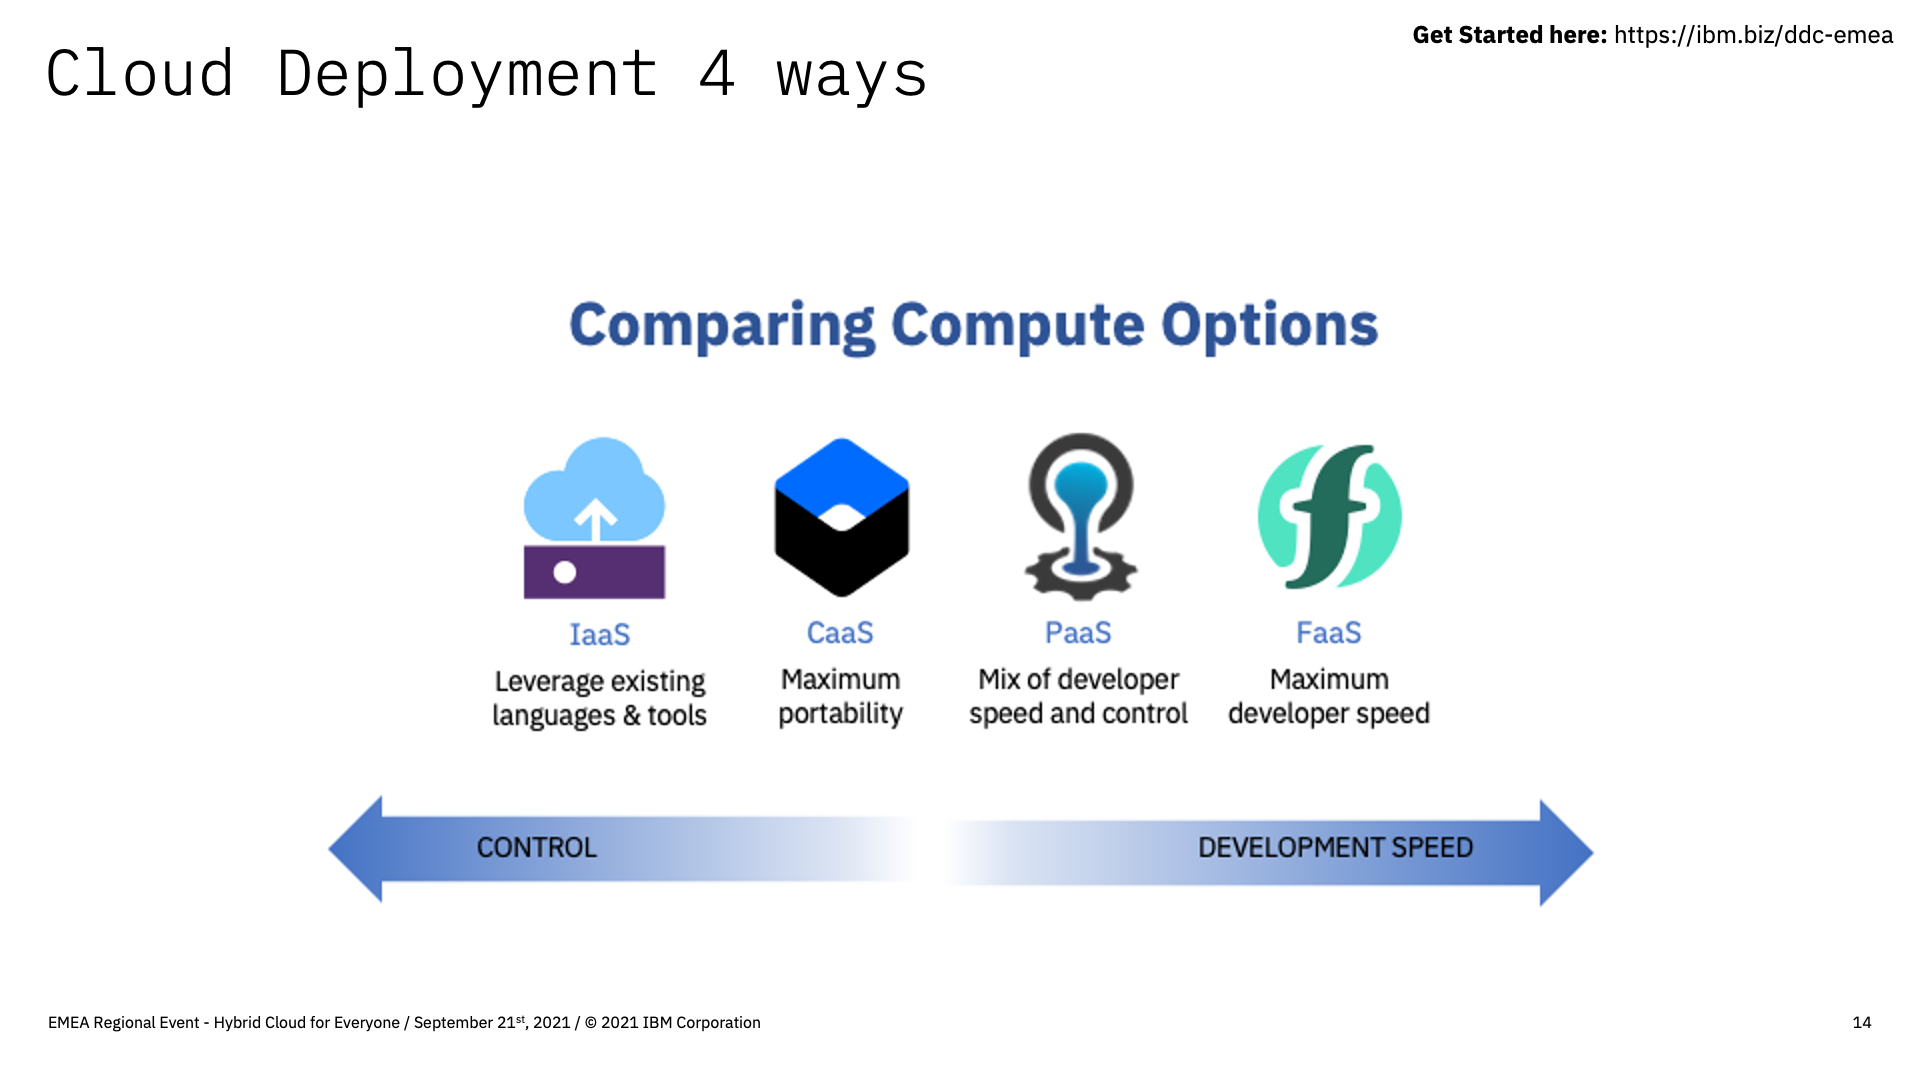 Get Started here: https://ibm.biz/ddc-emea
Cloud Deployment 4 ways
Comparing Compute Options
IaaS
Leverage existing
languages & tools
CaaS
Maximum
portability
PaaS
Mix of developer
speed and control
FaaS
Maximum
developer speed
CONTROL
DEVELOPMENT SPEED
EMEA Regional Event - Hybrid Cloud for Everyone / September 21st, 2021 / © 2021 IBM Corporation
14